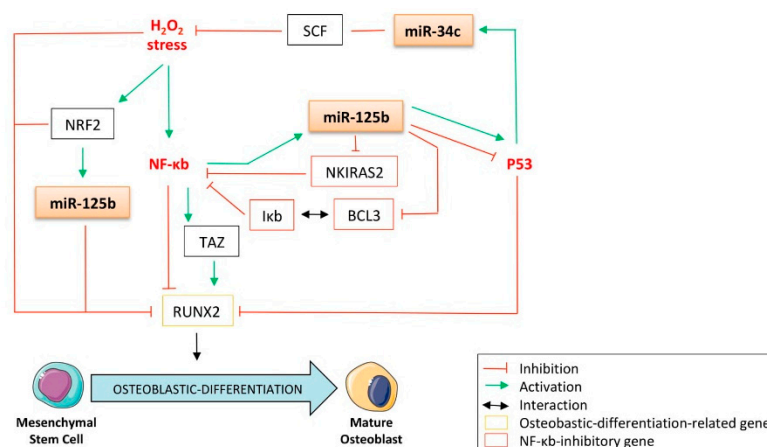 H2O2
stress
SCF
miR-34c
NRF2
miR-125b
NF-κb
miR-125b
P53
NKIRAS2
Iκb
BCL3
TAZ
RUNX2
OSTEOBLASTIC-DIFFERENTIATION
Mesenchymal
Stem Cell
Mature
Osteoblast
Inhibition
Activation
Interaction
Osteobastic-differentiation-related gene
NF-κb-inhibitory gene